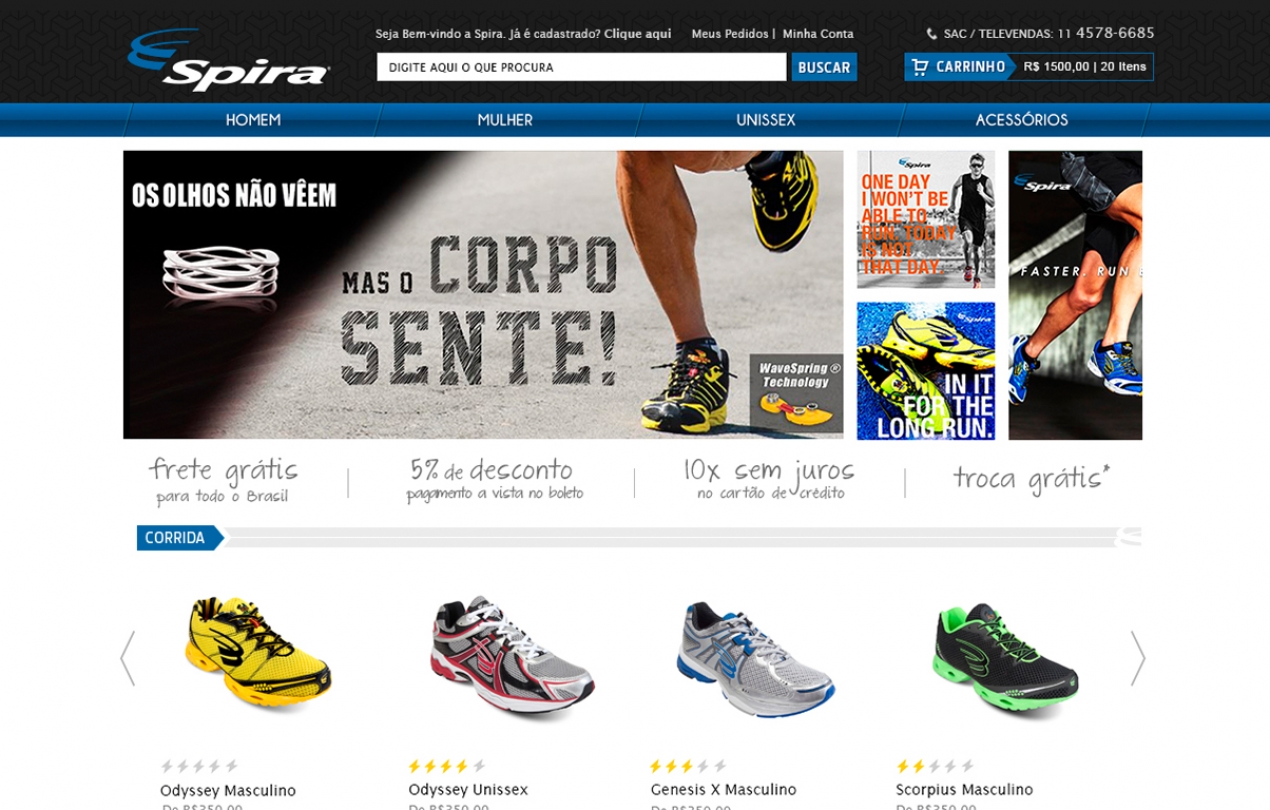 Seja Bem-vindo a Spira. Já é cadastrado? Clique aqui
Meus Pedidos | Minha Conta
SAC / TELEVENDAS: 11 4578-6685
Spira
DIGITE AQUI O QUE PROCURA
BUSCAR
CARRINHO
R$ 1500,00 | 20 Itens
HOMEM
MULHER
UNISSEX
ACESSÓRIOS
OS OLHOS NÃO VÊEM
MAS O CORPO
SENTE!
WaveSpring ®
Technology
Spira
ONE DAY
I WON'T BE
ABLE TO
RUN. TODAY
IS NOT
THAT DAY.
Spira
IN IT
FOR THE
LONG RUN.
Spira
FASTER. RUN
frete grátis
para todo o Brasil
5% de desconto
pagamento a vista no boleto
10x sem juros
no cartão de crédito
troca grátis*
CORRIDA
Odyssey Masculino
Odyssey Unissex
Genesis X Masculino
Scorpius Masculino
De R$350,00
De R$350,00
De R$350,00
De R$350,00